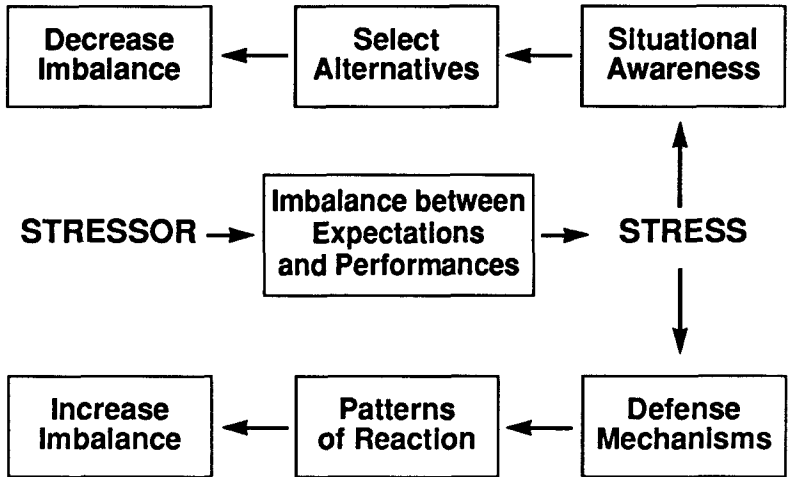 Decrease
Imbalance
Select
Alternatives
Situational
Awareness
STRESSOR
Imbalance between
Expectations
and Performances
STRESS
Increase
Imbalance
Patterns
of Reaction
Defense
Mechanisms